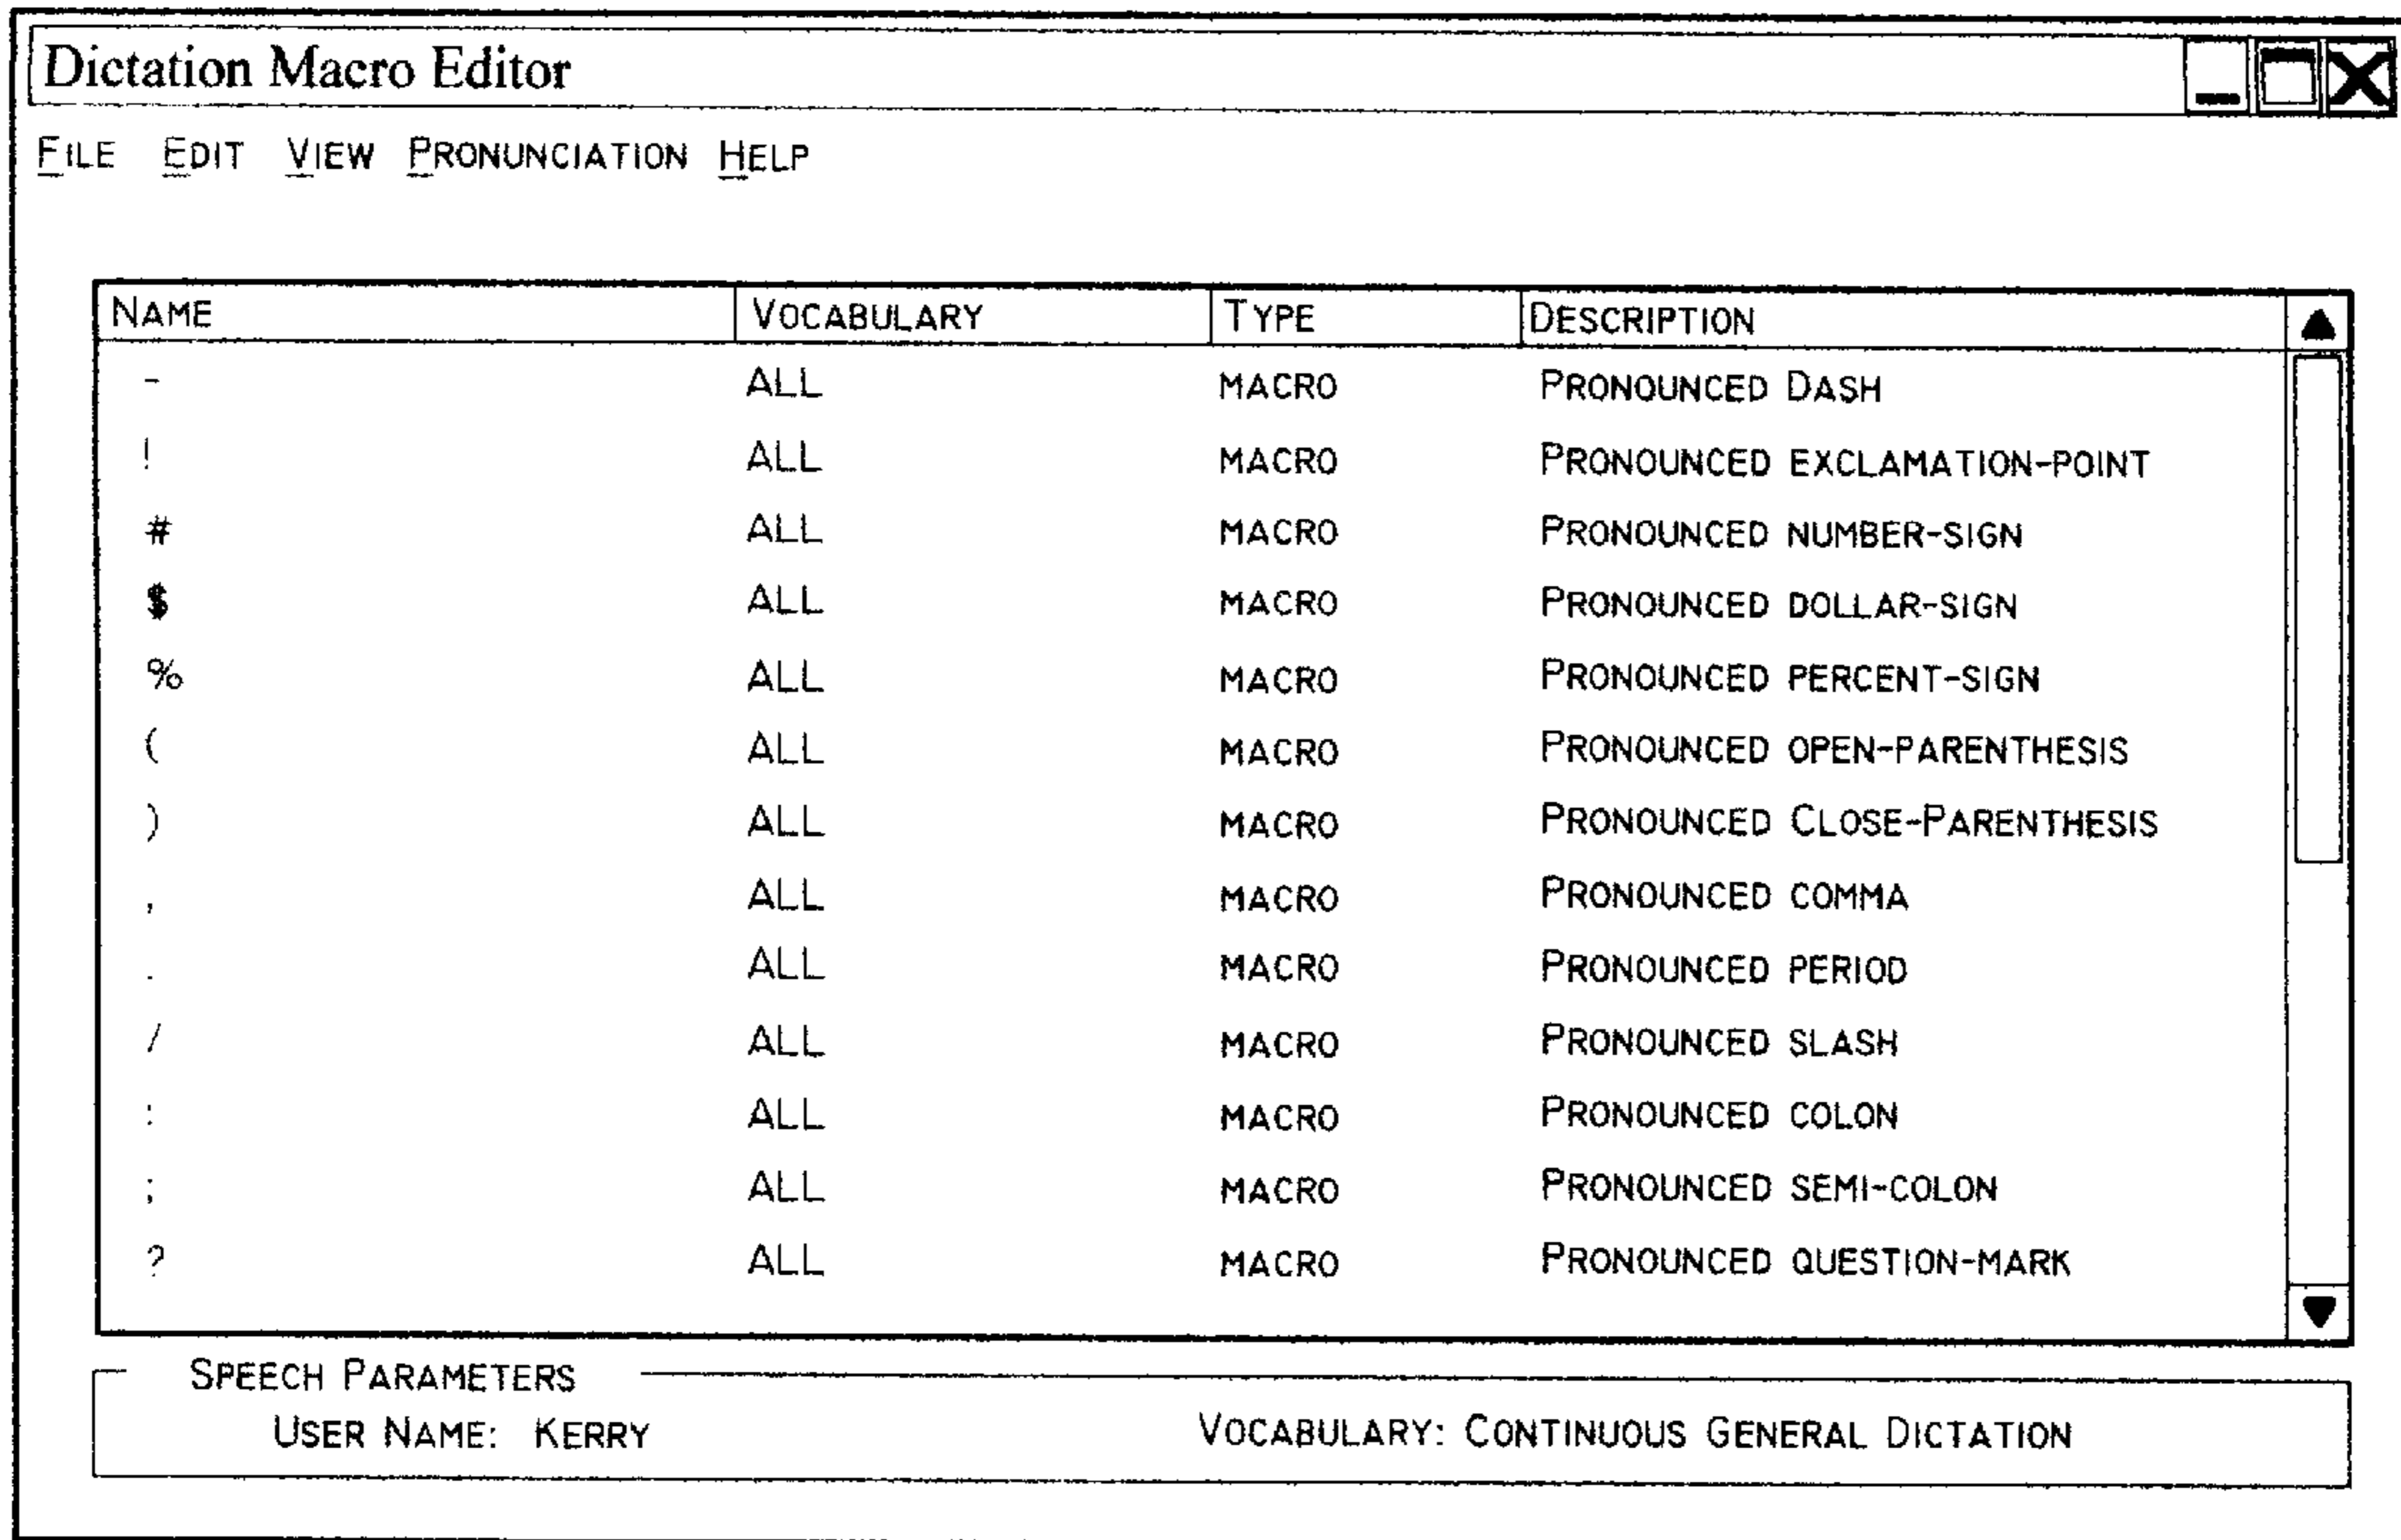 Dictation Macro Editor
FILE EDIT VIEW PRONUNCIATION HELP
NAME VOCABULARY TYPE DESCRIPTION
- ALL MACRO PRONOUNCED DASH
! ALL MACRO PRONOUNCED EXCLAMATION-POINT
# ALL MACRO PRONOUNCED NUMBER-SIGN
$ ALL MACRO PRONOUNCED DOLLAR-SIGN
% ALL MACRO PRONOUNCED PERCENT-SIGN
( ALL MACRO PRONOUNCED OPEN-PARENTHESIS
) ALL MACRO PRONOUNCED CLOSE-PARENTHESIS
, ALL MACRO PRONOUNCED COMMA
. ALL MACRO PRONOUNCED PERIOD
/ ALL MACRO PRONOUNCED SLASH
: ALL MACRO PRONOUNCED COLON
; ALL MACRO PRONOUNCED SEMI-COLON
? ALL MACRO PRONOUNCED QUESTION-MARK
SPEECH PARAMETERS
USER NAME: KERRY VOCABULARY: CONTINUOUS GENERAL DICTATION